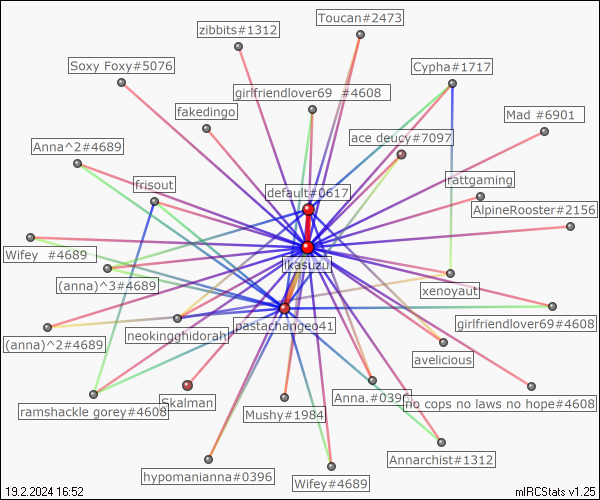 Toucan#2473
zibbits#1312
Soxy Foxy#5076
Cypha#1717
girlfriendlover69 #4608
fakedingo
Mad #6901
ace deucy#7097
Anna^2#4689
frisout
rattgaming
default#0617
AlpineRooster#2156
Wifey #4689
ikasuzu
(anna)^3#4689
xenoyaut
girlfriendlover69#4608
pastachangeo41
neokingghidorah
(anna)^2#4689
avelicious
Anna.#039
no cops no laws no hope#4608
Skalman
ramshackle gorey#4608
Mushy#1984
Annarchist#1312
hypomanianna#0396
Wifey#4689
19.2.2024 16:52
mIRCStats v1.25